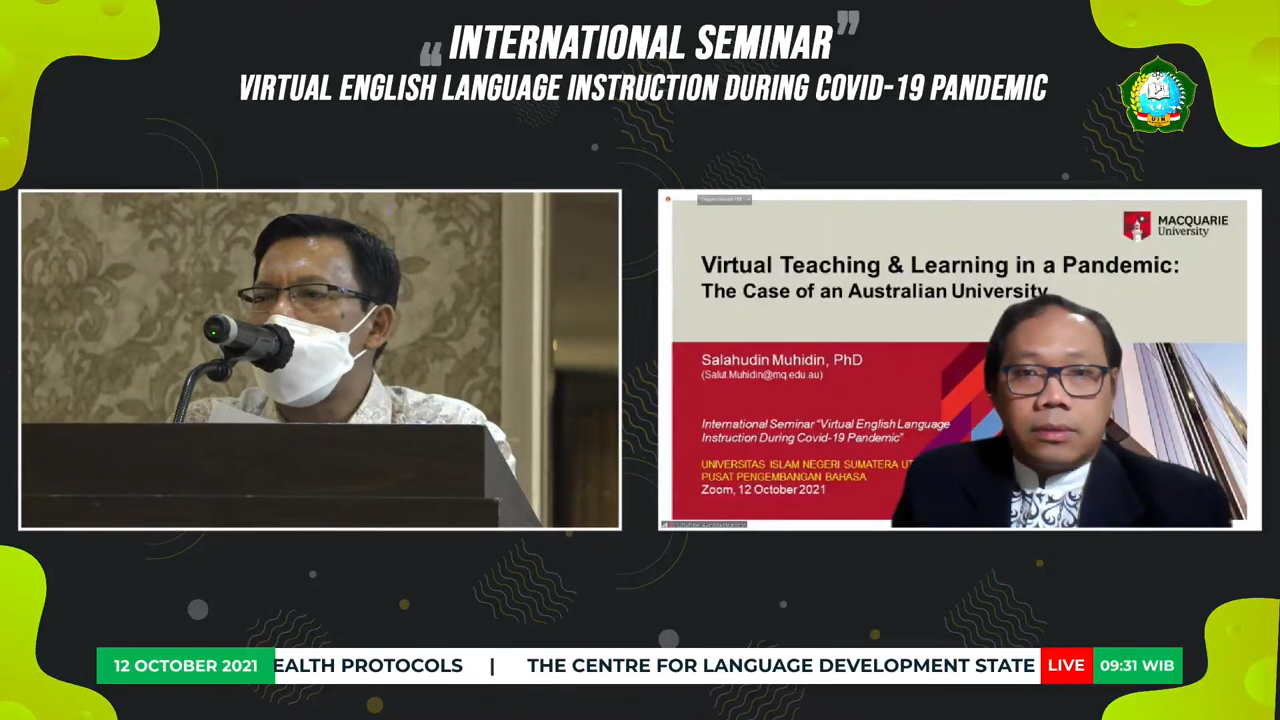 “ INTERNATIONAL SEMINAR ”
VIRTUAL ENGLISH LANGUAGE INSTRUCTION DURING COVID-19 PANDEMIC
UIN
MACQUARIE
University
Virtual Teaching & Learning in a Pandemic:
The Case of an Australian University
Salahudin Muhidin, PhD
(Salut.Muhidin@mq.edu.au)
International Seminar “Virtual English Language
Instruction During Covid-19 Pandemic”
UNIVERSITAS ISLAM NEGERI SUMATERA UT
PUSAT PENGEMBANGAN BAHASA
Zoom, 12 October 2021
12 OCTOBER 2021 EALTH PROTOCOLS | THE CENTRE FOR LANGUAGE DEVELOPMENT STATE LIVE 09:31 WIB